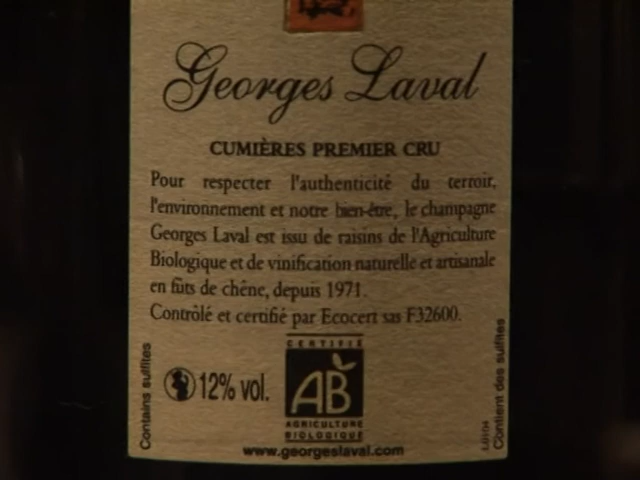 Georges Laval
CUMIÈRES PREMIER CRU
Pour respecter l'authenticité du terroir,
l'environnement et notre bien-être, le champagne
Georges Laval est issu de raisins de l'Agriculture
Biologique et de vinification naturelle et artisanale
en fûts de chêne, depuis 1971.
Contrôlé et certifié par Ecocert sas F32600.
CERTIFIÉ
AB
AGRICULTURE
BIOLOGIQUE
12% vol.
Contains sulfites
Contient des sulfites
www.georgeslaval.com